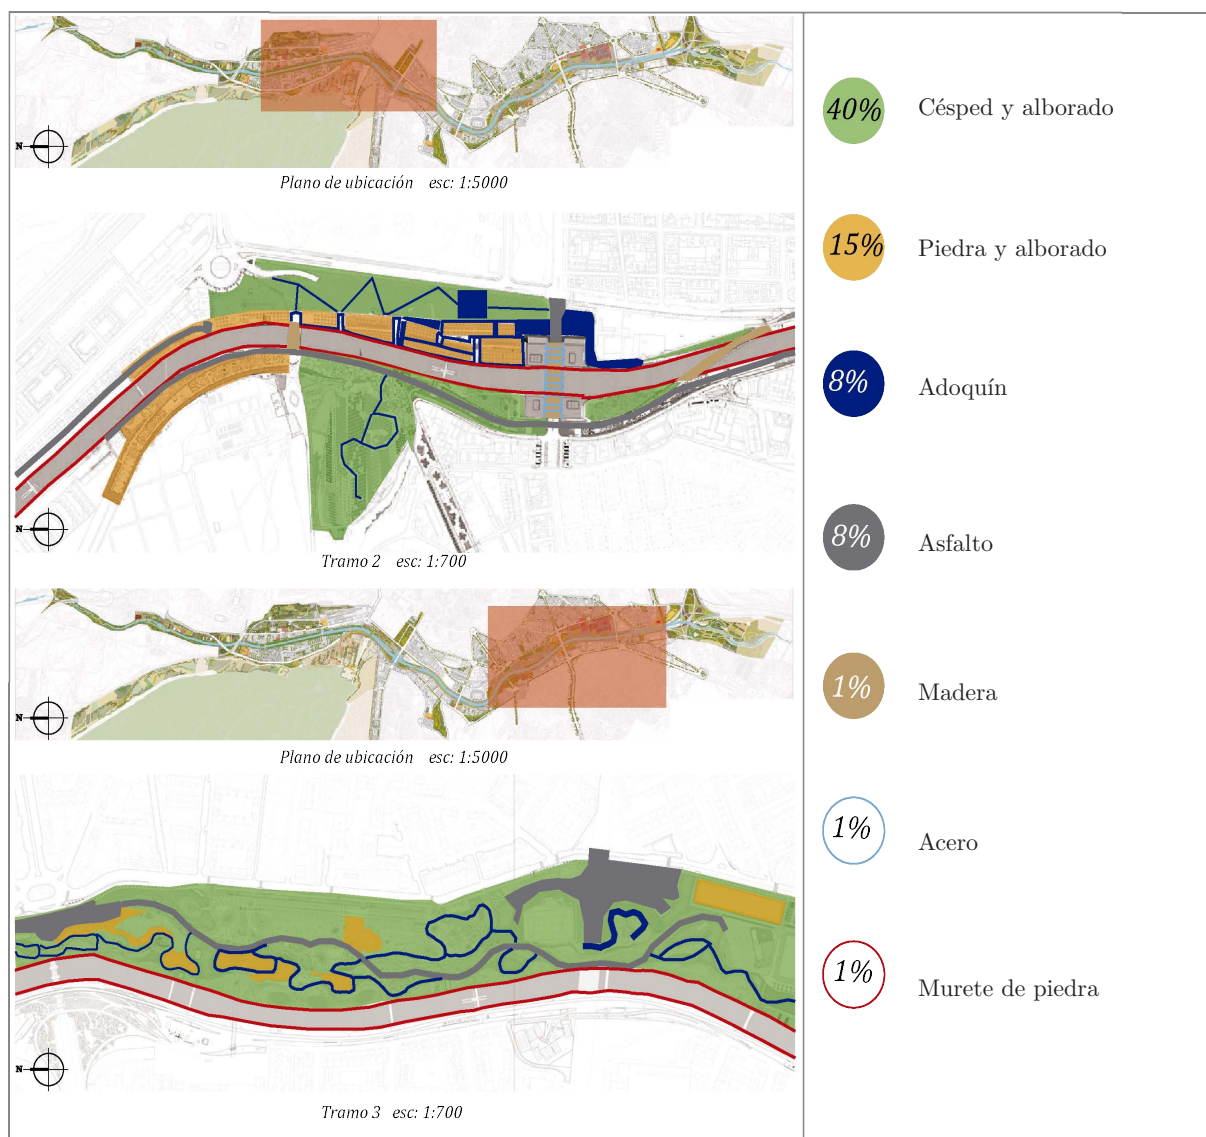 N
Plano de ubicación esc: 1:5000
N
Tramo 2 esc: 1:700
N
Plano de ubicación esc: 1:5000
N
Tramo 3 esc: 1:700
40% Césped y alborado
15% Piedra y alborado
8% Adoquín
8% Asfalto
1% Madera
1% Acero
1% Murete de piedra